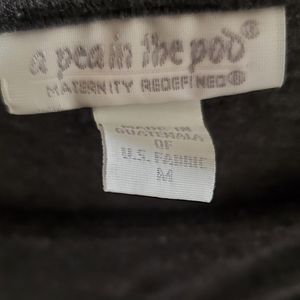 a pea in the pod®
MATERNITY REDEFINED®
MADE IN
GUATEMALA
OF
U.S. FABRIC
M